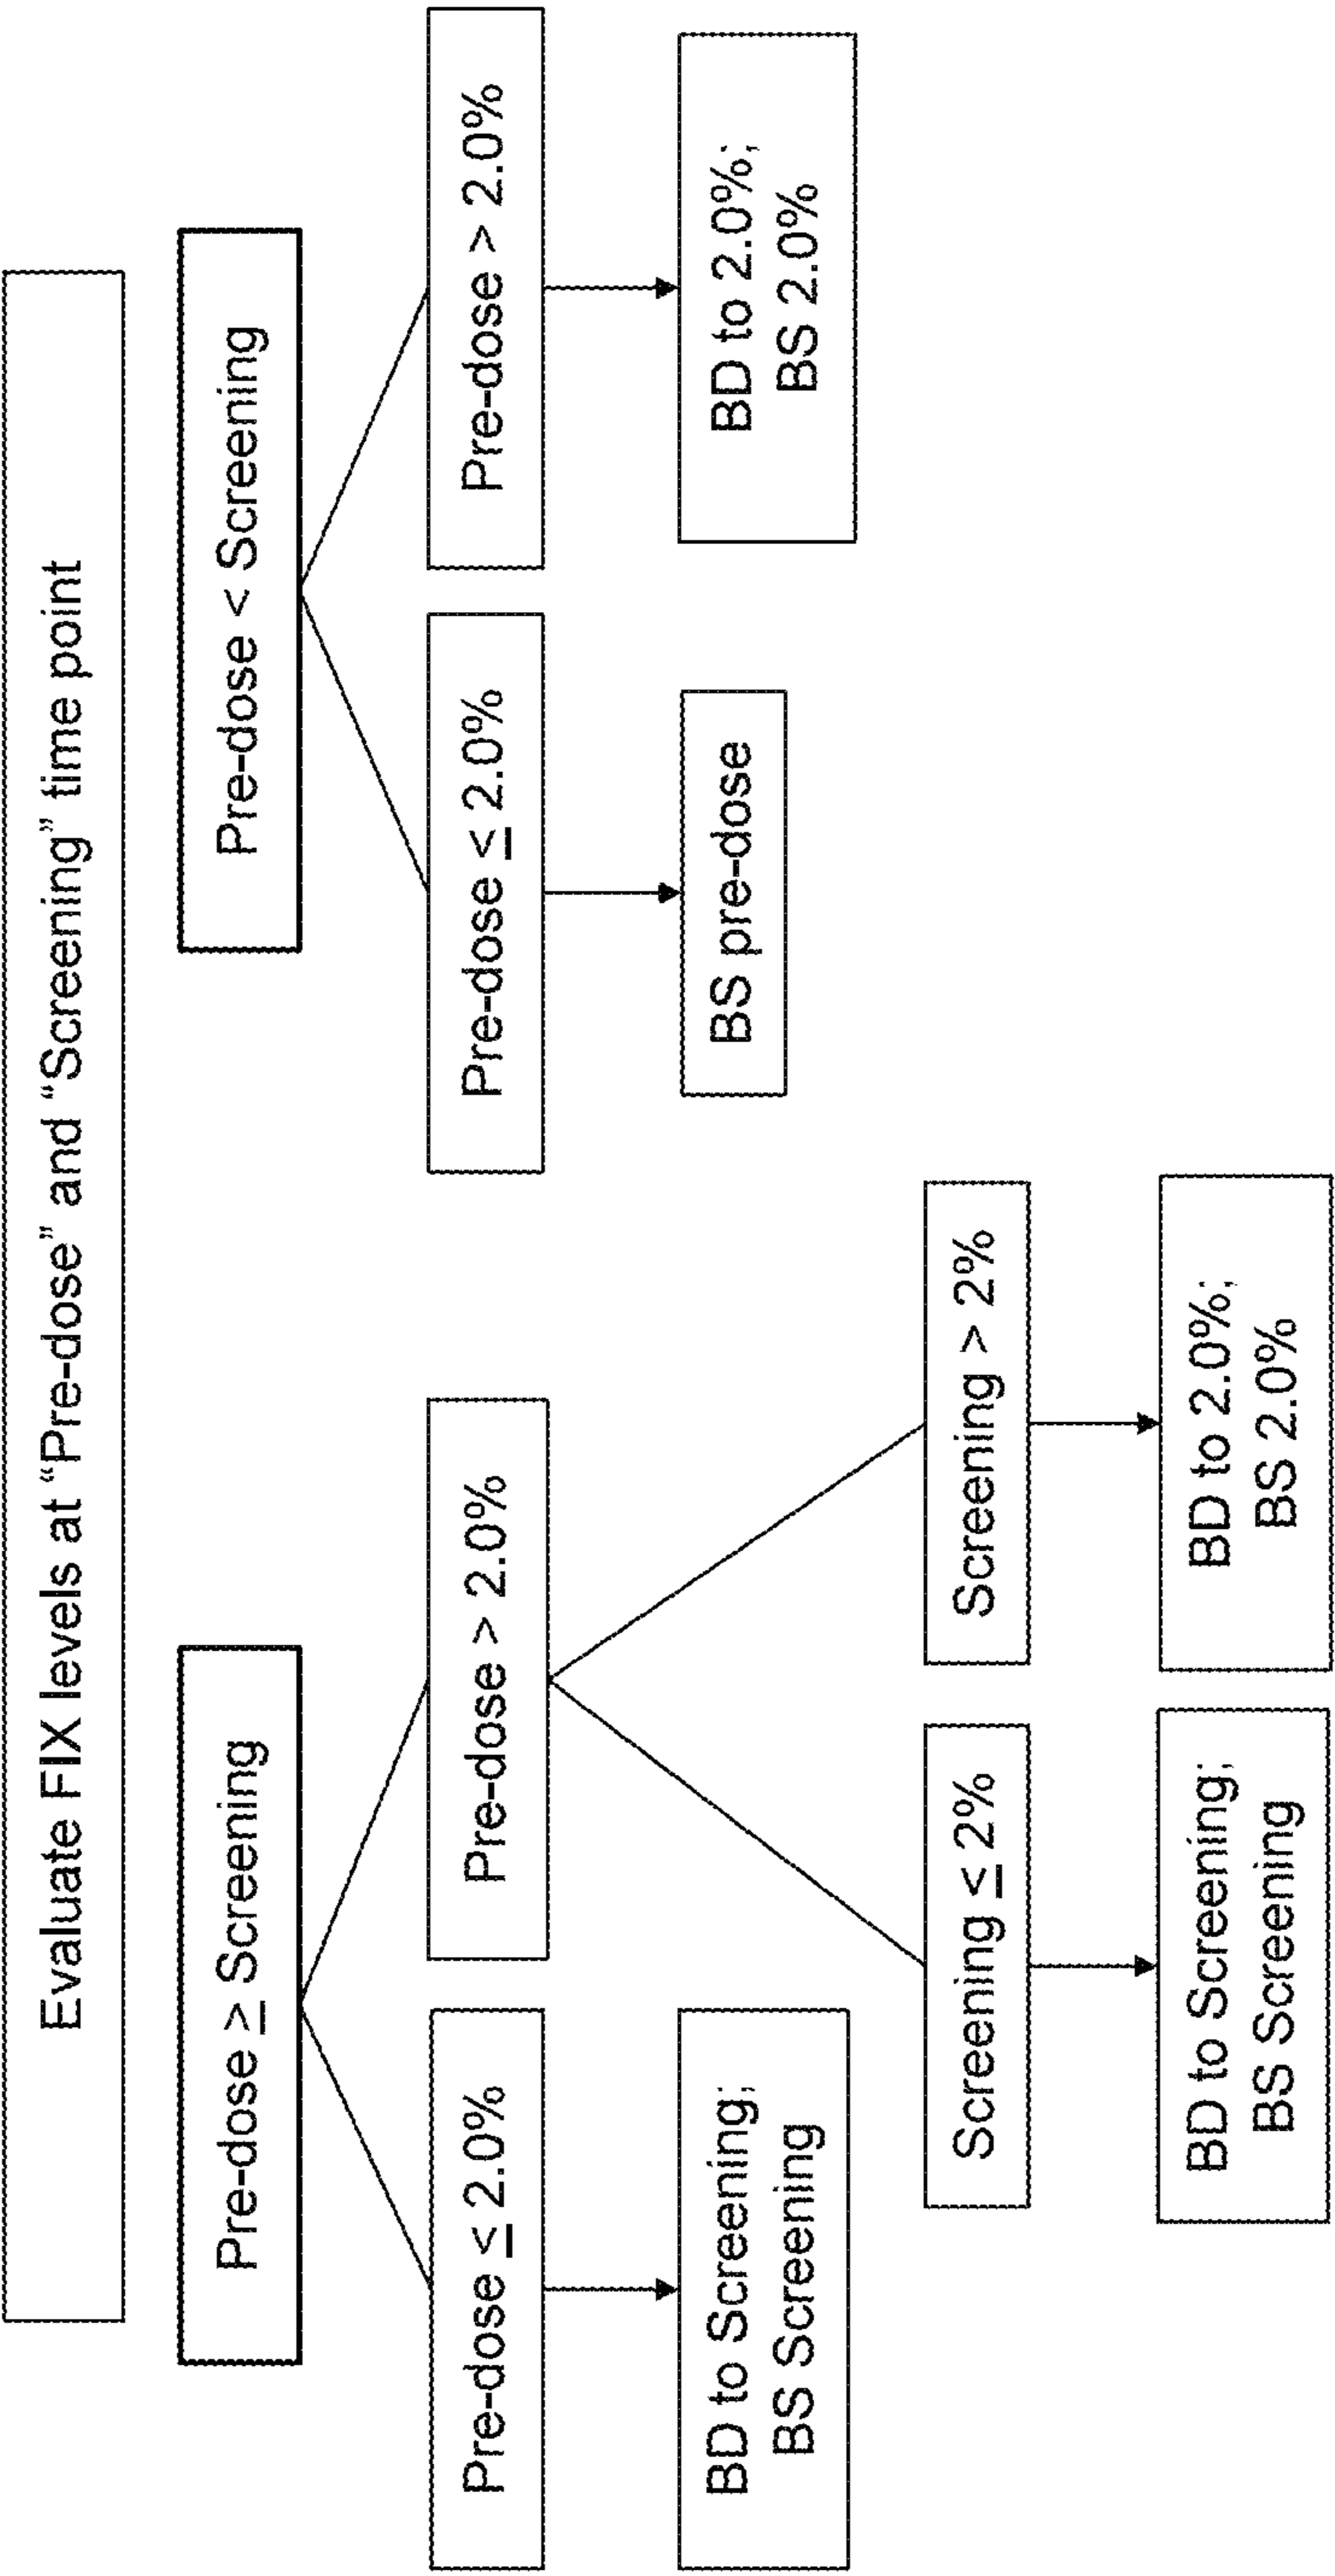 Evaluate FIX levels at “Pre-dose” and “Screening” time point
Pre-dose ≥ Screening
Pre-dose < Screening
Pre-dose ≤ 2.0%
Pre-dose > 2.0%
Pre-dose ≤ 2.0%
Pre-dose > 2.0%
BD to Screening;
BS Screening
BS pre-dose
BD to 2.0%;
BS 2.0%
Screening ≤ 2%
Screening > 2%
BD to Screening;
BS Screening
BD to 2.0%;
BS 2.0%